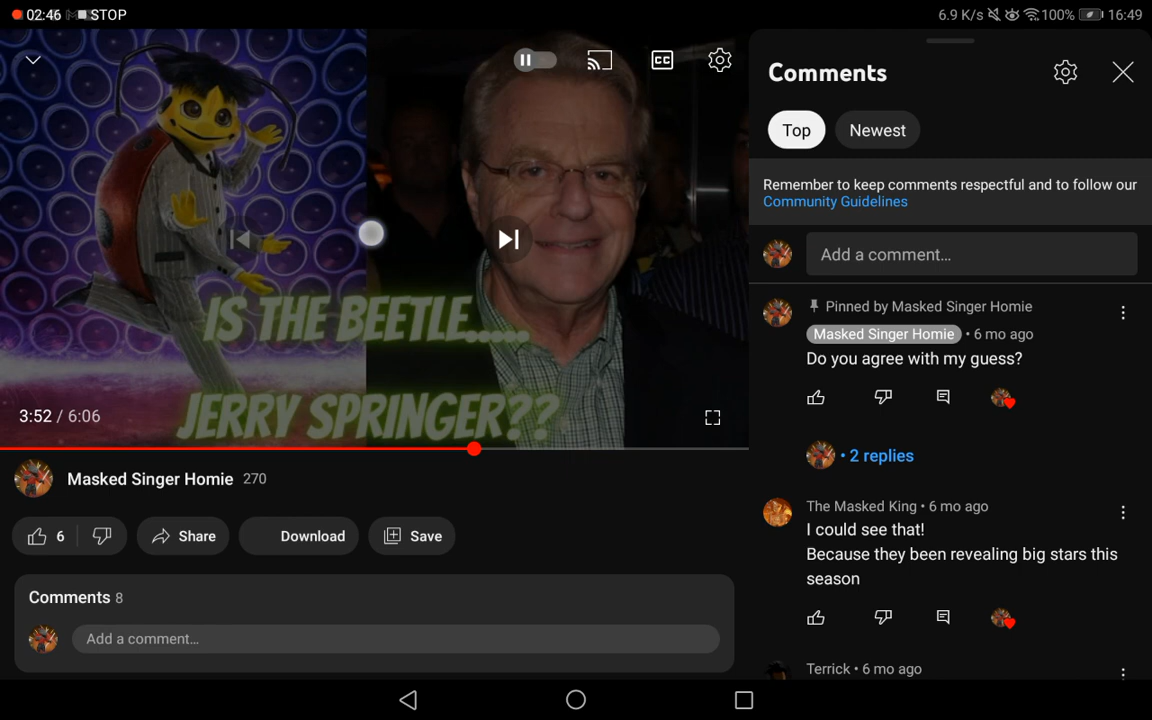 02:46 STOP
6.9 K/s 100% 16:49
CC
IS THE BEETLE.....
JERRY SPRINGER??
3:52 / 6:06
Masked Singer Homie 270
6 Share Download Save
Comments 8
Add a comment...
Comments
Top Newest
Remember to keep comments respectful and to follow our
Community Guidelines
Add a comment...
Pinned by Masked Singer Homie
Masked Singer Homie • 6 mo ago
Do you agree with my guess?
• 2 replies
The Masked King • 6 mo ago
I could see that!
Because they been revealing big stars this
season
Terrick • 6 mo ago